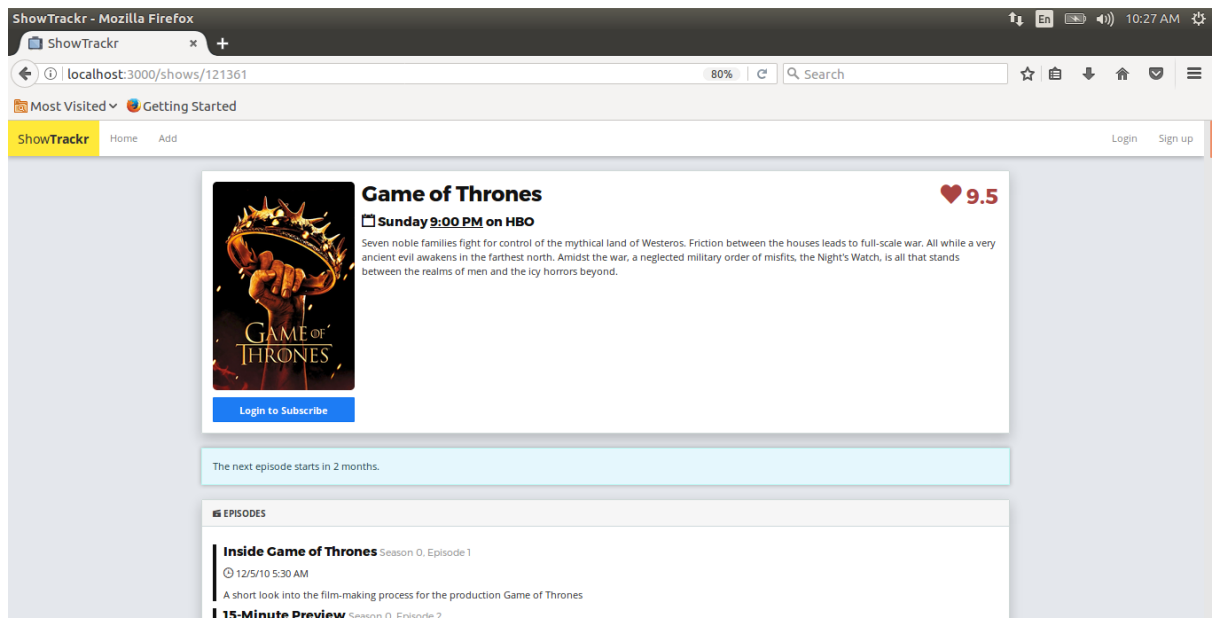 ShowTrackr - Mozilla Firefox
En
10:27 AM
ShowTrackr
localhost:3000/shows/121361
80%
Search
Most Visited
Getting Started
ShowTrackr
Home
Add
Login
Sign up
Game of Thrones
9.5
Sunday 9:00 PM on HBO
Seven noble families fight for control of the mythical land of Westeros. Friction between the houses leads to full-scale war. All while a very
ancient evil awakens in the farthest north. Amidst the war, a neglected military order of misfits, the Night's Watch, is all that stands
between the realms of men and the icy horrors beyond.
GAME OF
THRONES
Login to Subscribe
The next episode starts in 2 months.
EPISODES
Inside Game of Thrones Season 0, Episode 1
12/5/10 5:30 AM
A short look into the film-making process for the production Game of Thrones
15-Minute Preview Season 0, Episode 2